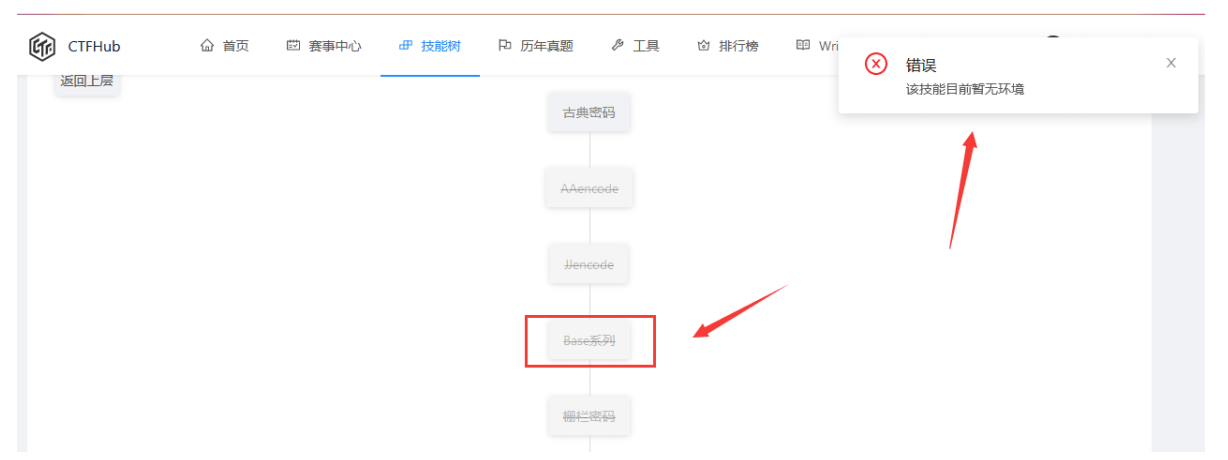 CTFHub
首页
赛事中心
技能树
历年真题
工具
排行榜
Wri
错误
该技能目前暂无环境
返回上层
古典密码
AAencode
JJencode
Base系列
栅栏密码